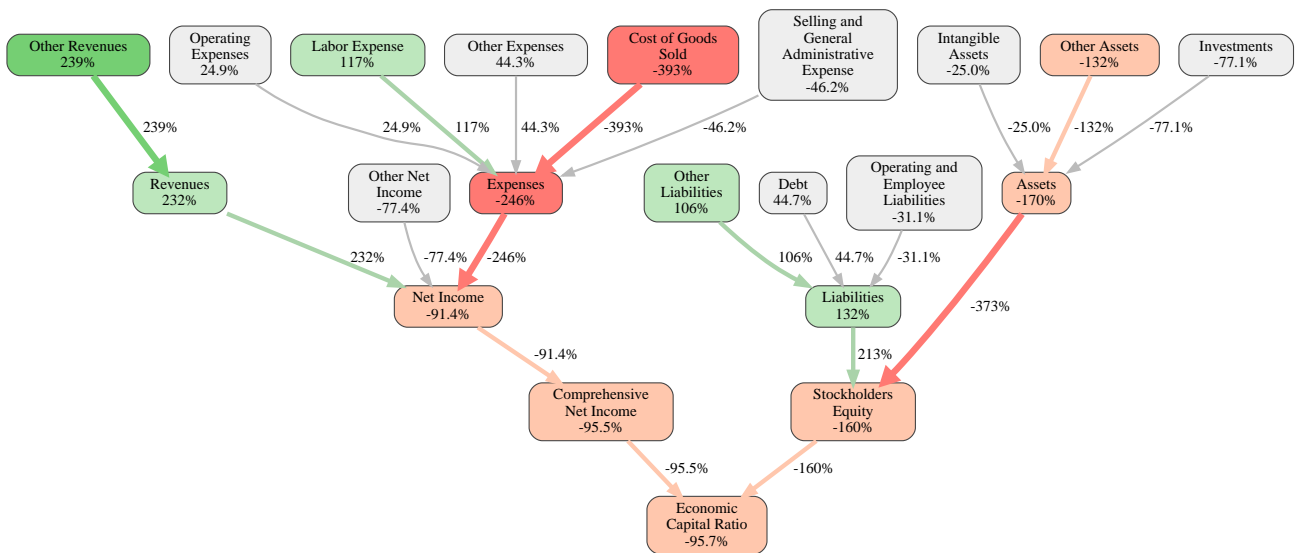 Other Revenues
239%
Operating
Expenses
24.9%
Labor Expense
117%
Other Expenses
44.3%
Cost of Goods
Sold
-393%
Selling and
General
Administrative
Expense
-46.2%
Intangible
Assets
-25.0%
Other Assets
-132%
Investments
-77.1%
239%
24.9%
117%
44.3%
-393%
-46.2%
-25.0%
-132%
-77.1%
Revenues
232%
Other Net
Income
-77.4%
Expenses
-246%
Other
Liabilities
106%
Debt
44.7%
Operating and
Employee
Liabilities
-31.1%
Assets
-170%
232%
-77.4%
-246%
106%
44.7%
-31.1%
-373%
Net Income
-91.4%
Liabilities
132%
-91.4%
213%
Comprehensive
Net Income
-95.5%
Stockholders
Equity
-160%
-95.5%
-160%
Economic
Capital Ratio
-95.7%